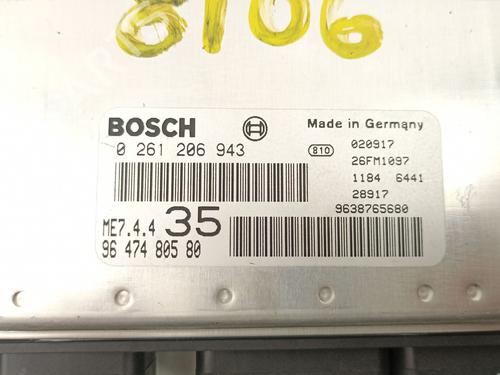 8106
BOSCH
Made in Germany
0 261 206 943
810
020917
26FM1097
1184 6441
28917
9638765680
ME7.4.4 35
96 474 805 80